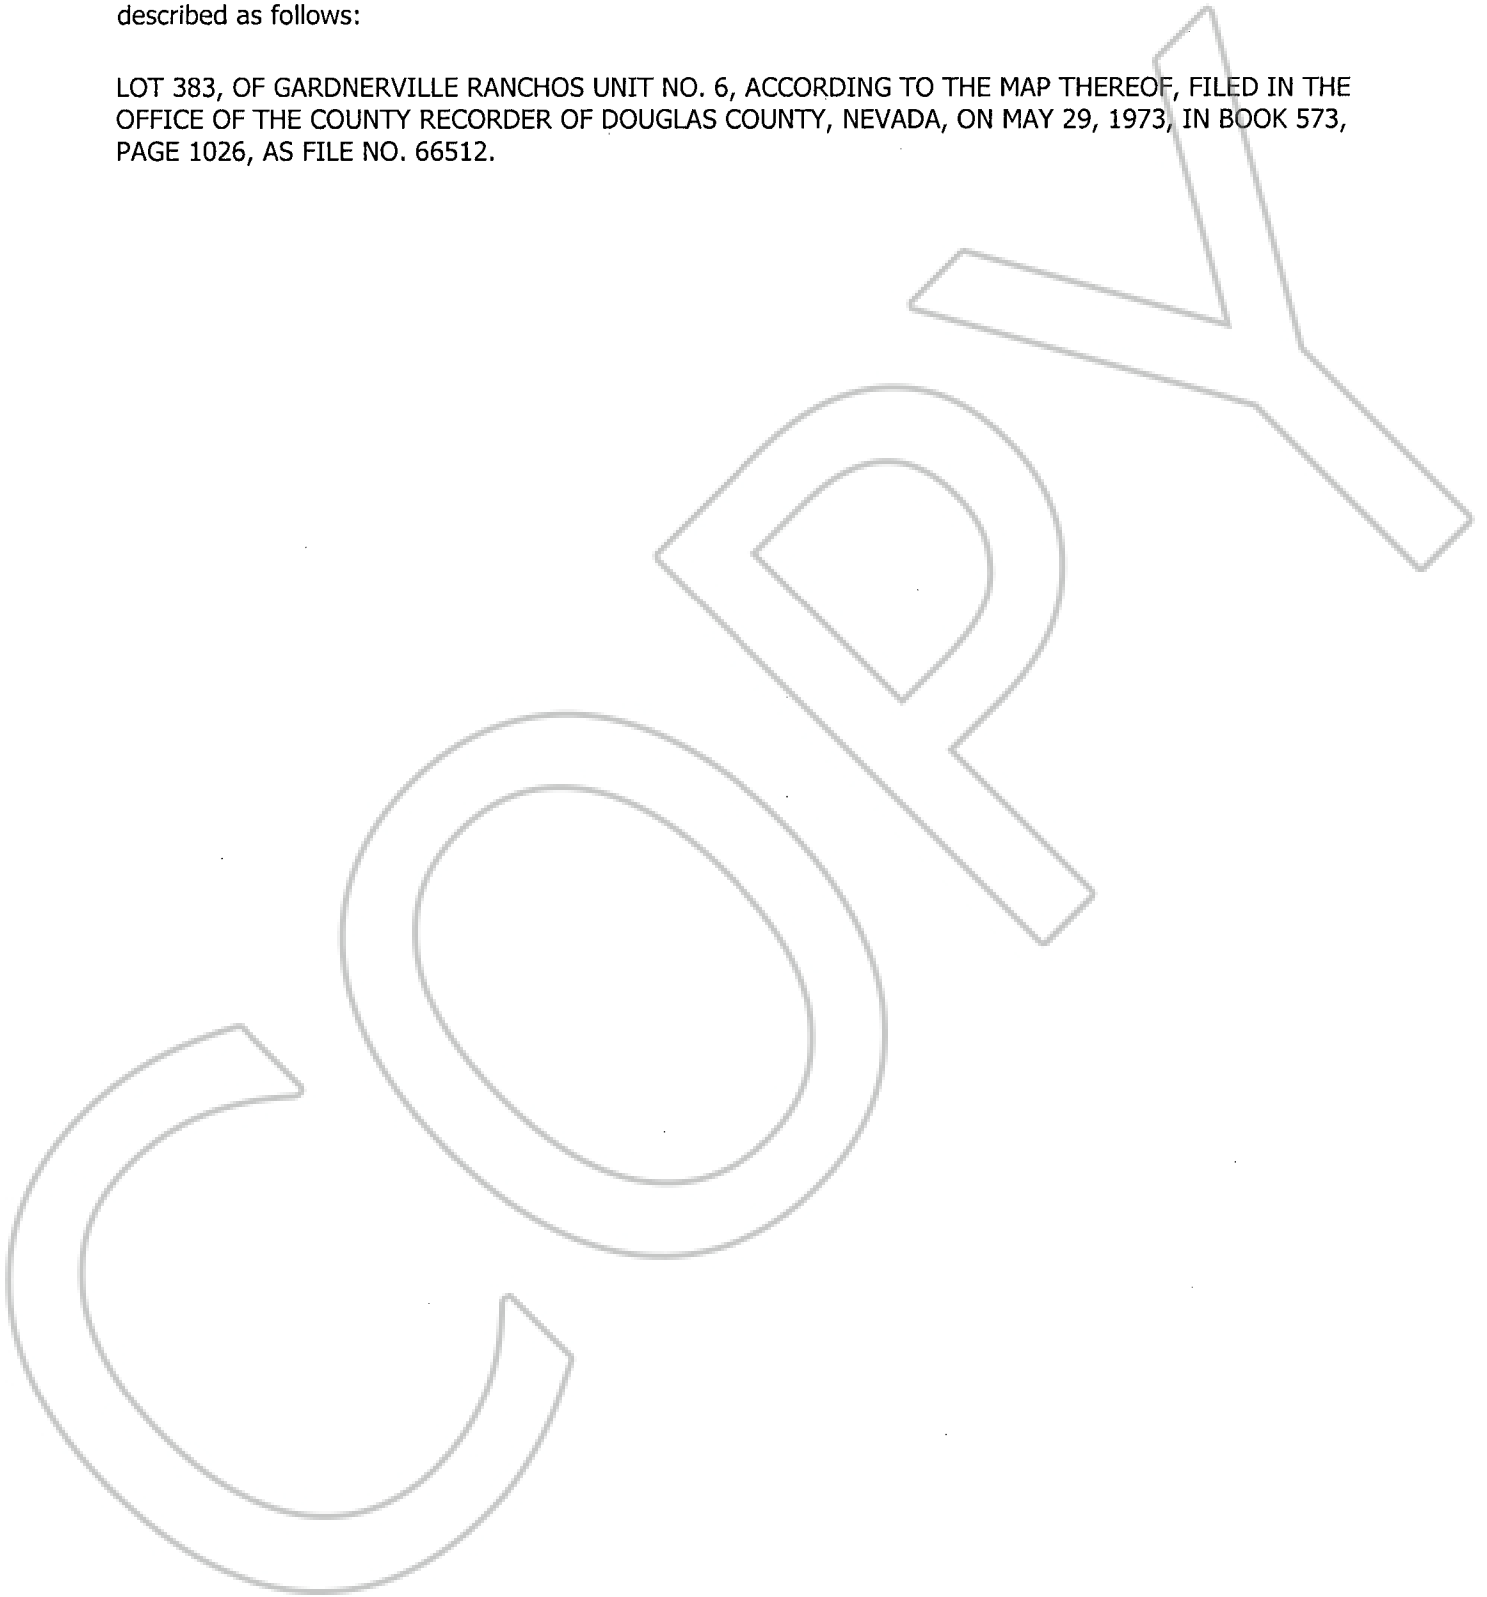 described as follows:
LOT 383, OF GARDNERVILLE RANCHOS UNIT NO. 6, ACCORDING TO THE MAP THEREOF, FILED IN THE
OFFICE OF THE COUNTY RECORDER OF DOUGLAS COUNTY, NEVADA, ON MAY 29, 1973, IN BOOK 573,
PAGE 1026, AS FILE NO. 66512.
COPY